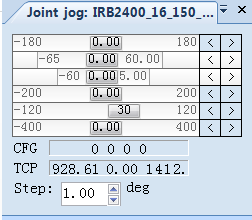 Joint jog: IRB2400_16_150_...
-180 0.00 180 < >
-65 0.00 60.00 < >
-60 0.00 5.00 < >
-200 0.00 200 < >
-120 30 120 < >
-400 0.00 400 < >
CFG 0 0 0 0
TCP 928.61 0.00 1412.
Step: 1.00 deg